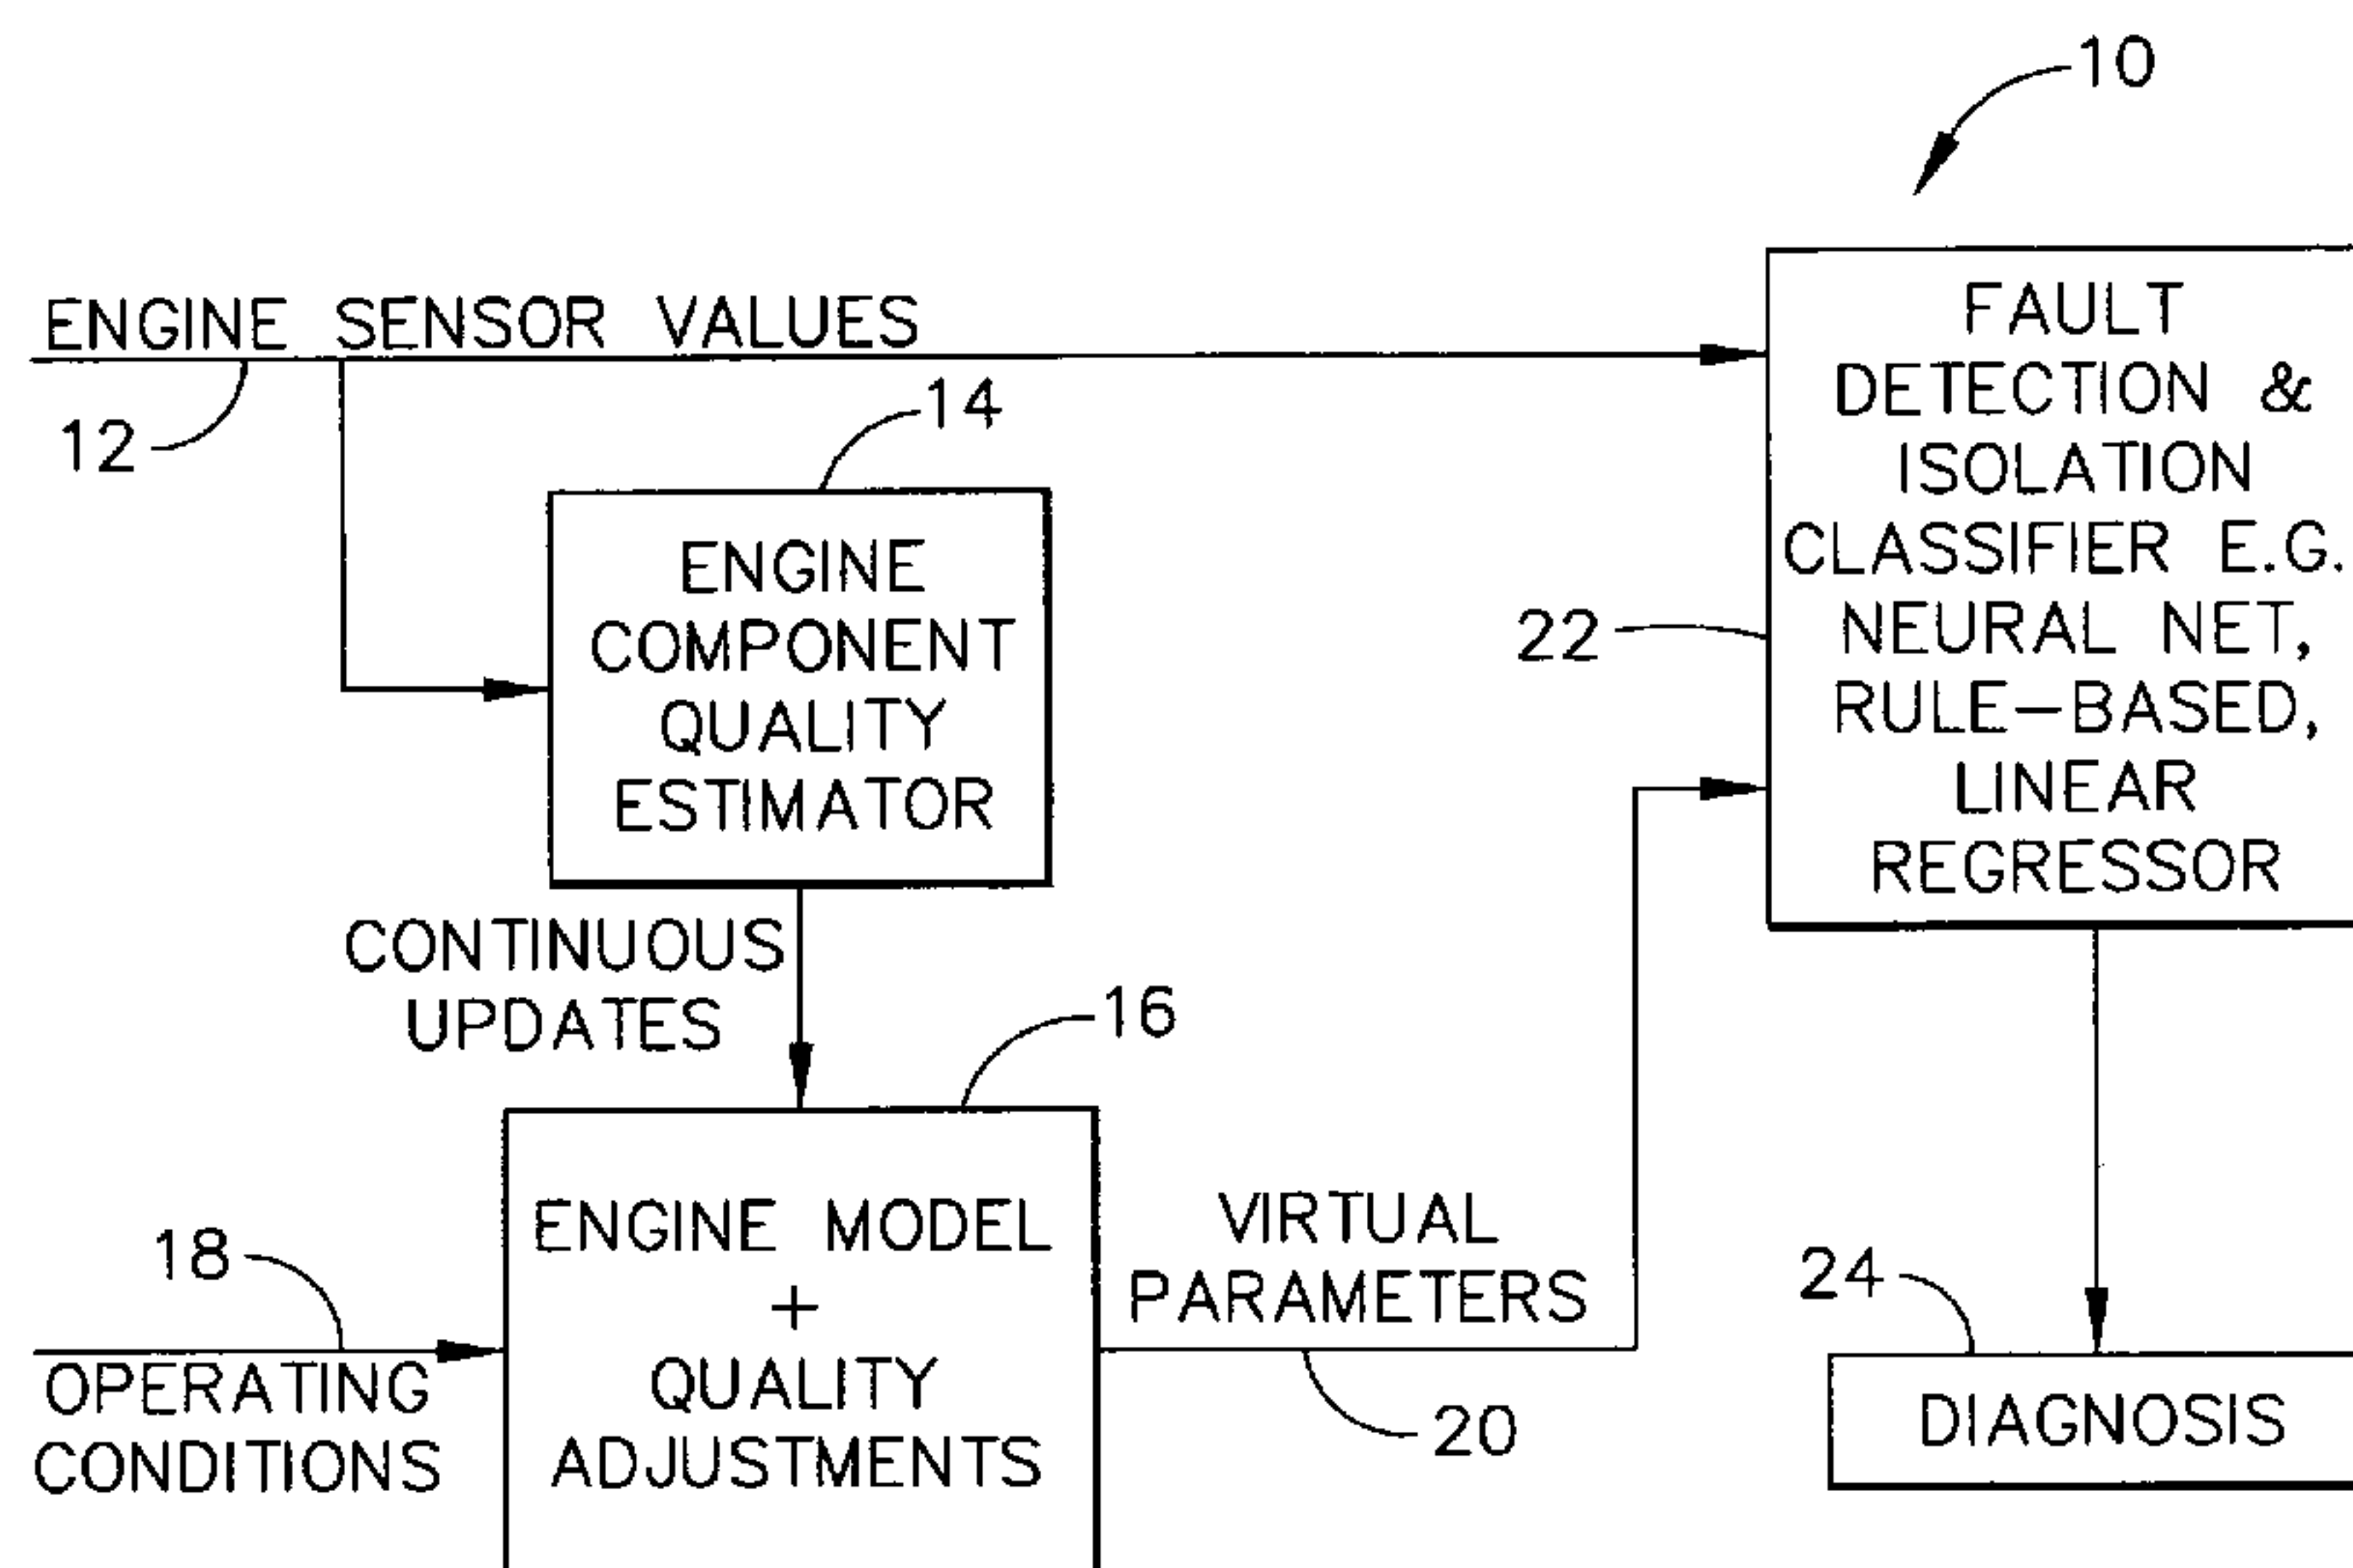 10
ENGINE SENSOR VALUES
12
14
ENGINE
COMPONENT
QUALITY
ESTIMATOR
CONTINUOUS
UPDATES
16
18
OPERATING
CONDITIONS
ENGINE MODEL
+
QUALITY
ADJUSTMENTS
VIRTUAL
PARAMETERS
20
22
FAULT
DETECTION &
ISOLATION
CLASSIFIER E.G.
NEURAL NET,
RULE-BASED,
LINEAR
REGRESSOR
24
DIAGNOSIS